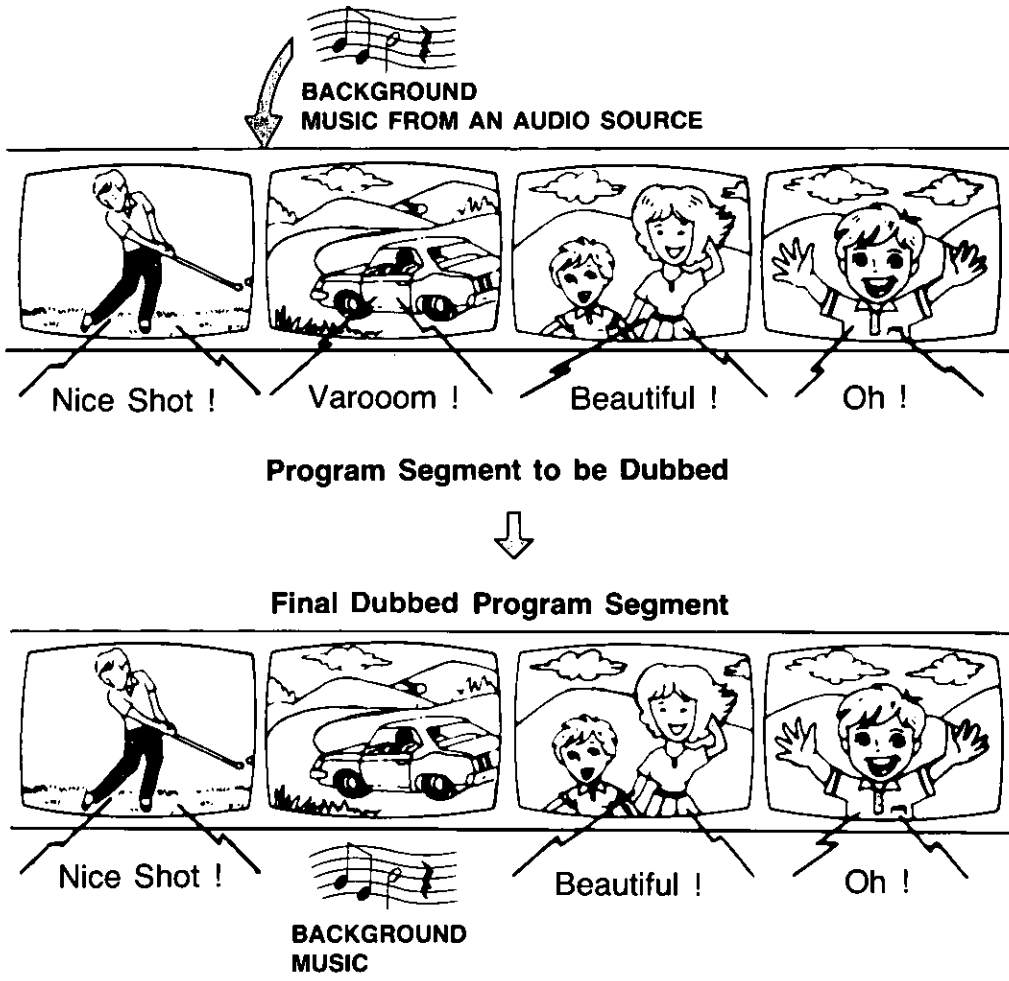 BACKGROUND
MUSIC FROM AN AUDIO SOURCE
Nice Shot !
Varooom !
Beautiful !
Oh !
Program Segment to be Dubbed
Final Dubbed Program Segment
Nice Shot !
Beautiful !
Oh !
BACKGROUND
MUSIC